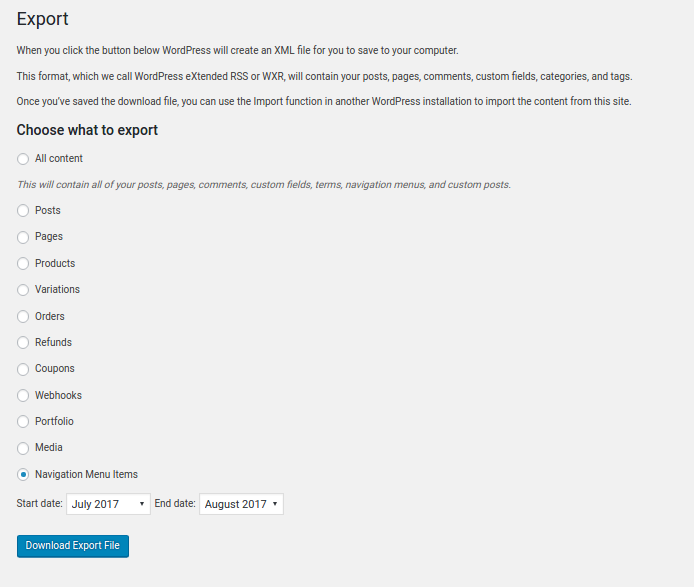 Export
When you click the button below WordPress will create an XML file for you to save to your computer.
This format, which we call WordPress eXtended RSS or WXR, will contain your posts, pages, comments, custom fields, categories, and tags.
Once you've saved the download file, you can use the Import function in another WordPress installation to import the content from this site.
Choose what to export
All content
This will contain all of your posts, pages, comments, custom fields, terms, navigation menus, and custom posts.
Posts
Pages
Products
Variations
Orders
Refunds
Coupons
Webhooks
Portfolio
Media
Navigation Menu Items
Start date: July 2017 End date: August 2017
Download Export File